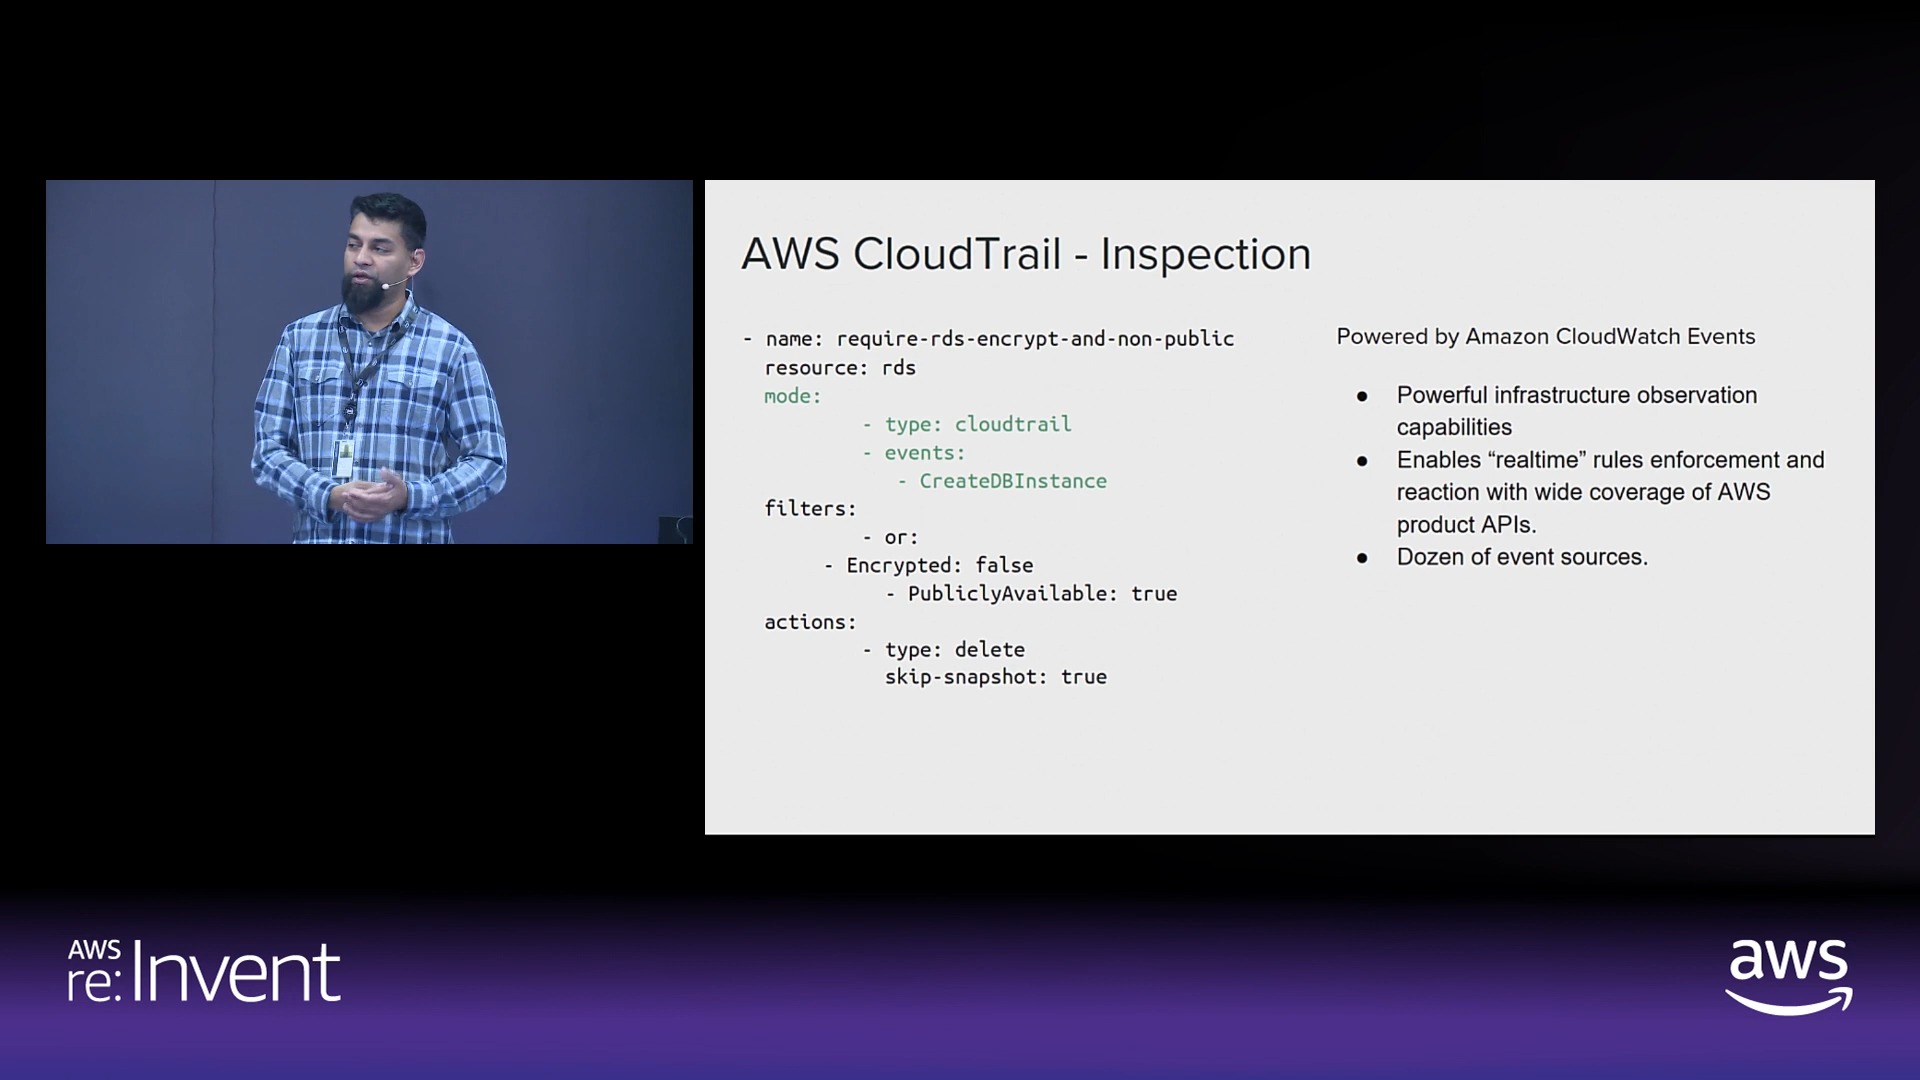 AWS CloudTrail - Inspection
- name: require-rds-encrypt-and-non-public
resource: rds
mode:
- type: cloudtrail
- events:
- CreateDBInstance
filters:
- or:
- Encrypted: false
- PubliclyAvailable: true
actions:
- type: delete
skip-snapshot: true
Powered by Amazon CloudWatch Events
● Powerful infrastructure observation
capabilities
● Enables “realtime” rules enforcement and
reaction with wide coverage of AWS
product APIs.
● Dozen of event sources.
AWS
re:Invent
aws